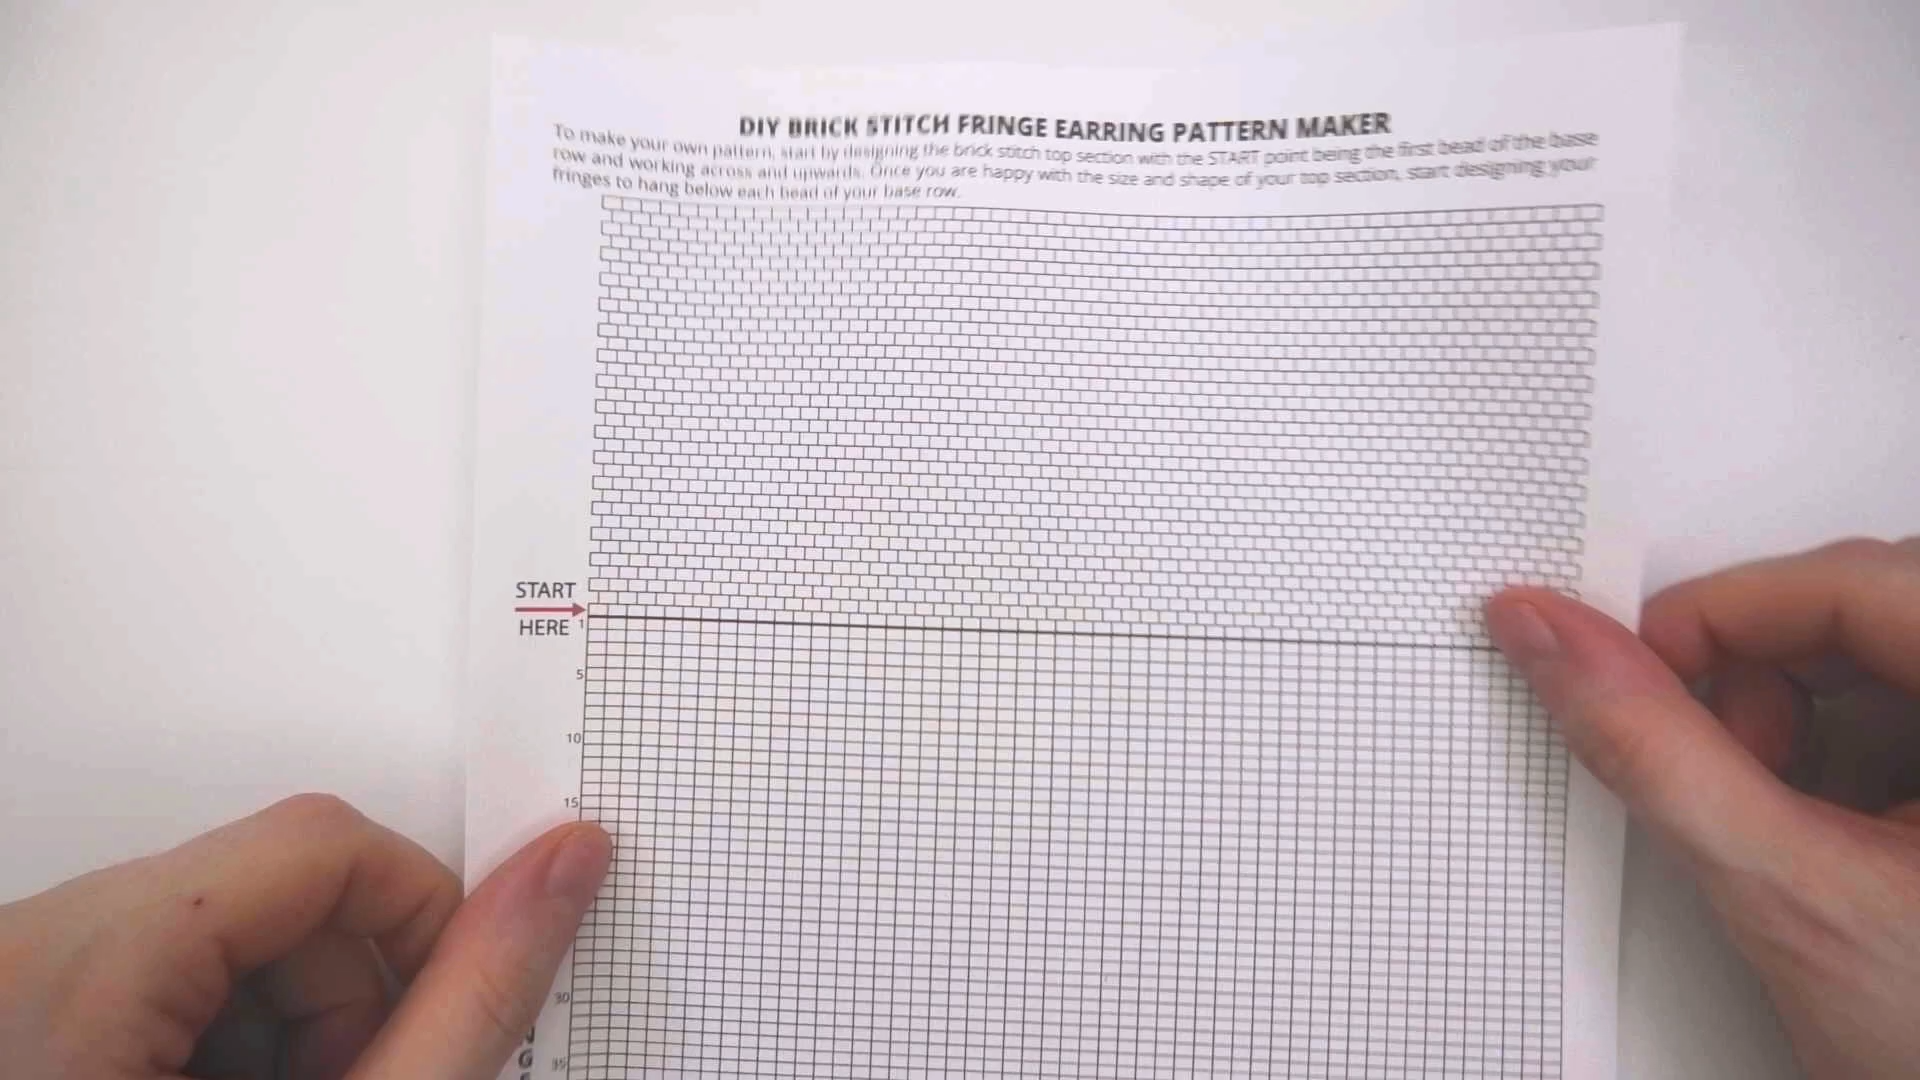 DIY BRICK STITCH FRINGE EARRING PATTERN MAKER
To make your own pattern, start by designing the brick stitch top section with the START point being the first bead of the base
row and working across and upwards. Once you are happy with the size and shape of your top section, start designing your
fringes to hang below each bead of your base row.
START
HERE
1
5
10
15
30
35
G